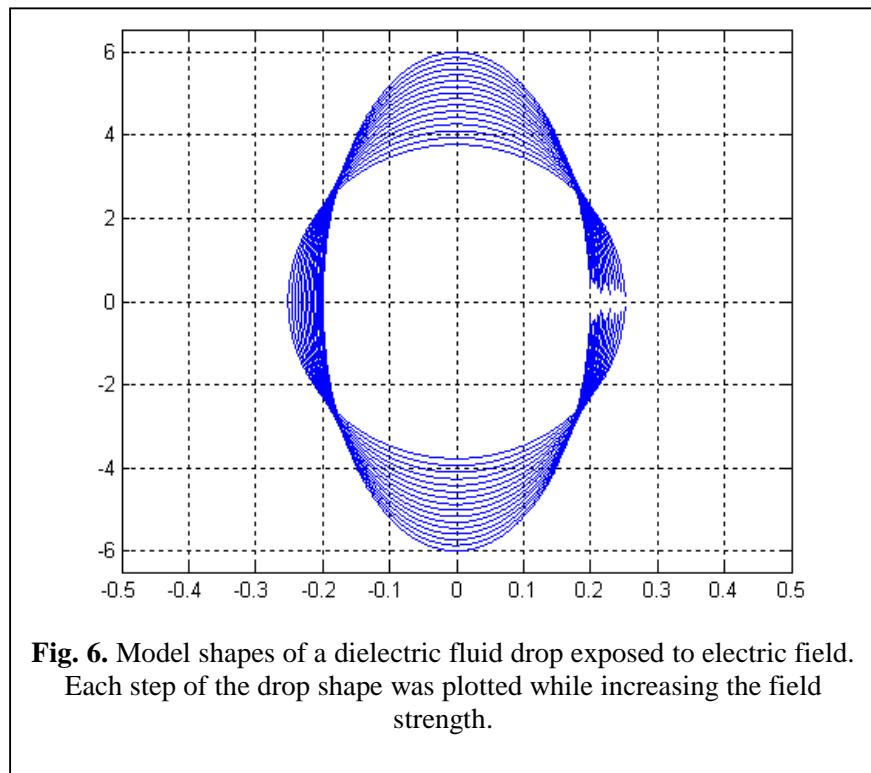 6
4
2
0
-2
-4
-6
-0.5 -0.4 -0.3 -0.2 -0.1 0 0.1 0.2 0.3 0.4 0.5
Fig. 6. Model shapes of a dielectric fluid drop exposed to electric field.
Each step of the drop shape was plotted while increasing the field
strength.